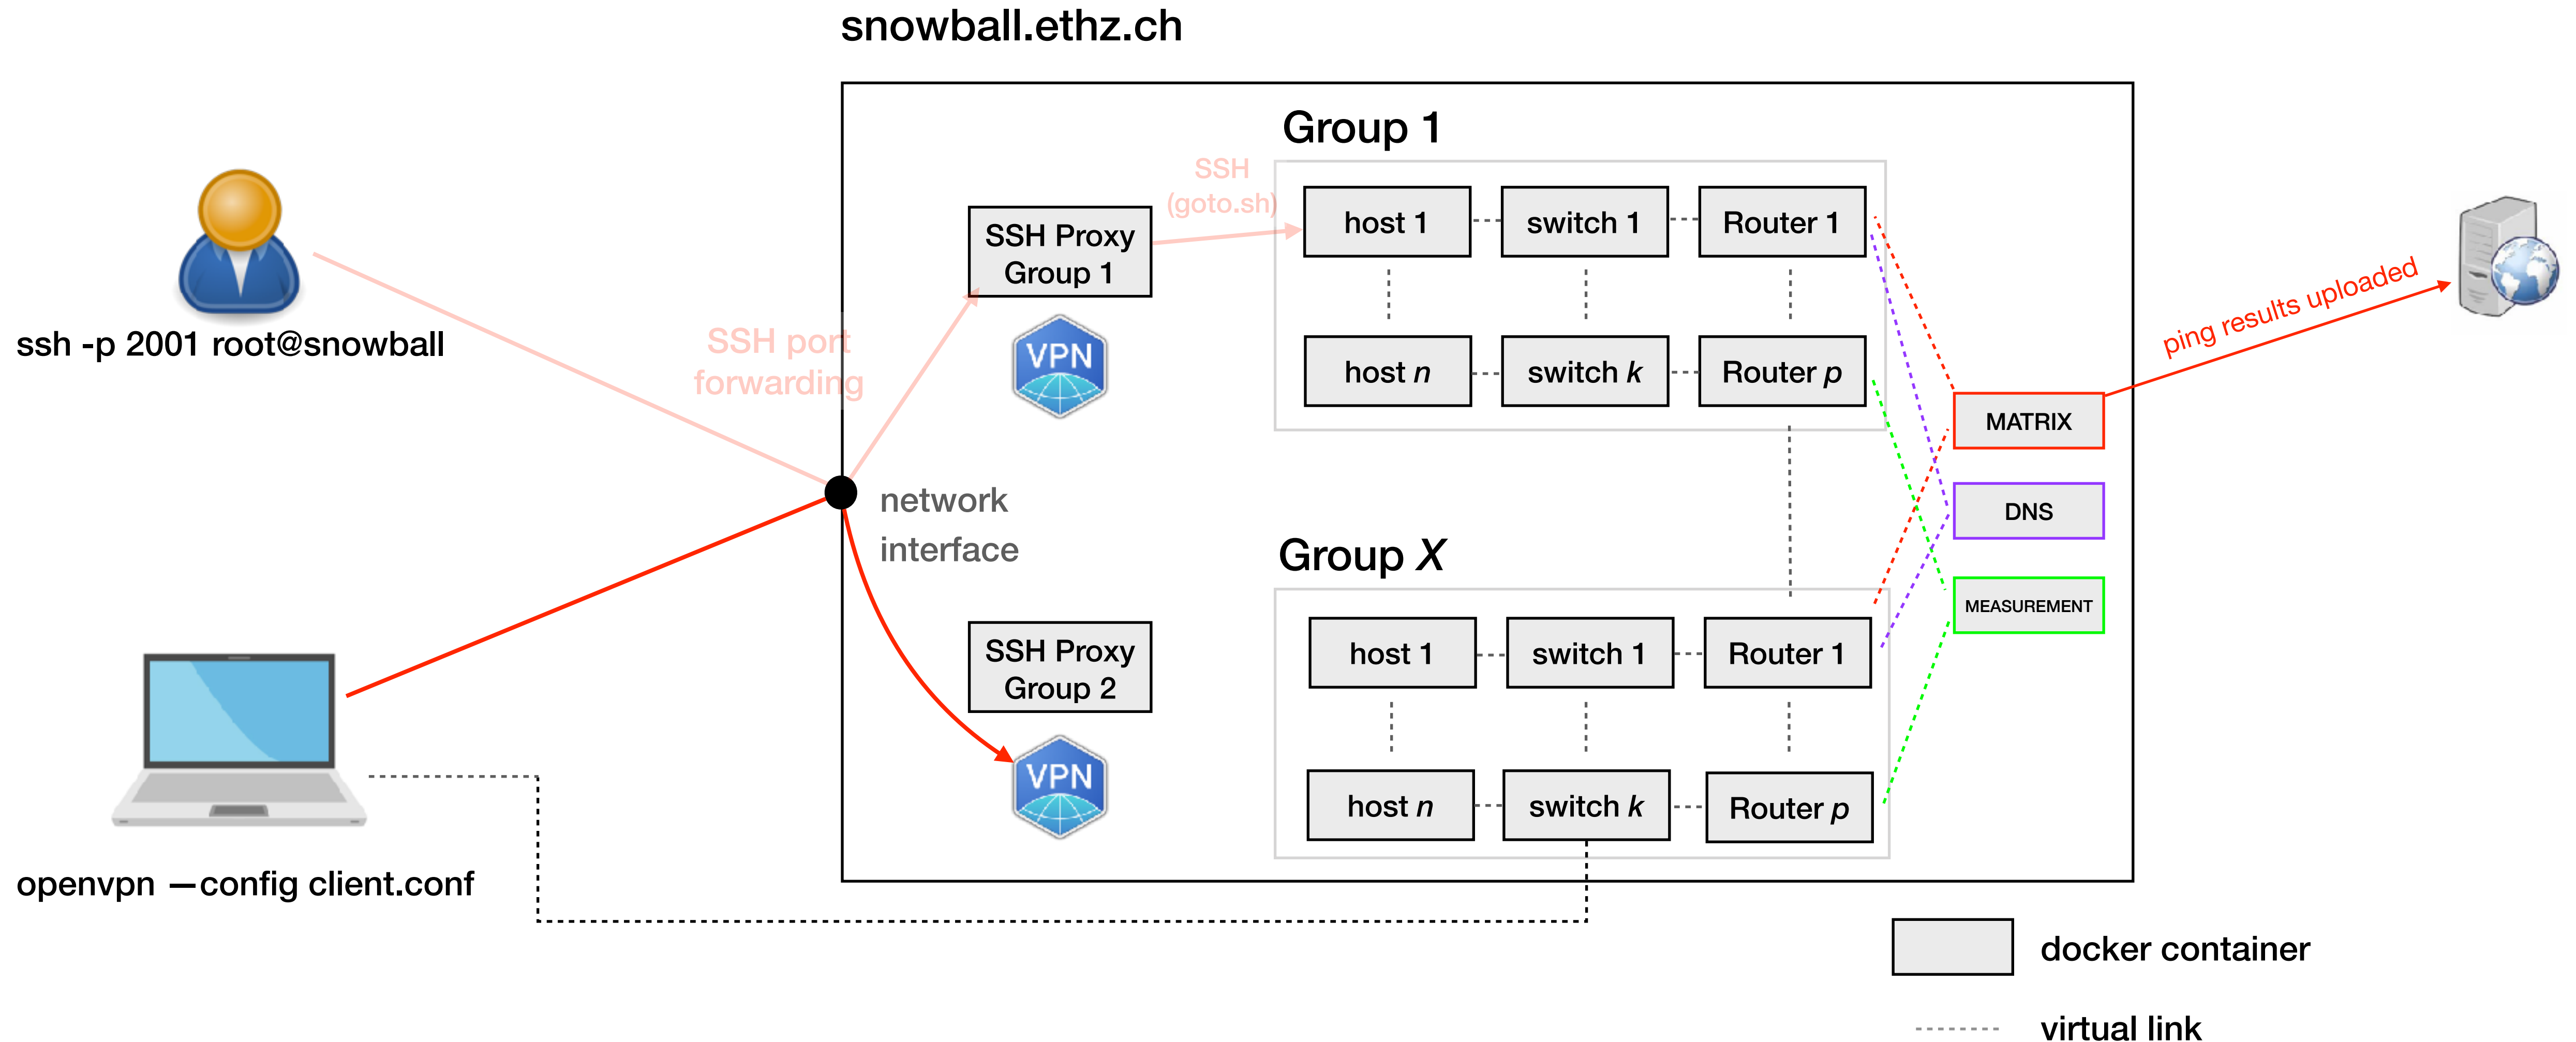 snowball.ethz.ch
Group 1
SSH
(goto.sh)
host 1
switch 1
Router 1
SSH Proxy
Group 1
ssh -p 2001 root@snowball
SSH port
forwarding
VPN
host n
switch k
Router p
ping results uploaded
MATRIX
network
interface
DNS
Group X
MEASUREMENT
SSH Proxy
Group 2
host 1
switch 1
Router 1
VPN
host n
switch k
Router p
openvpn —config client.conf
docker container
virtual link